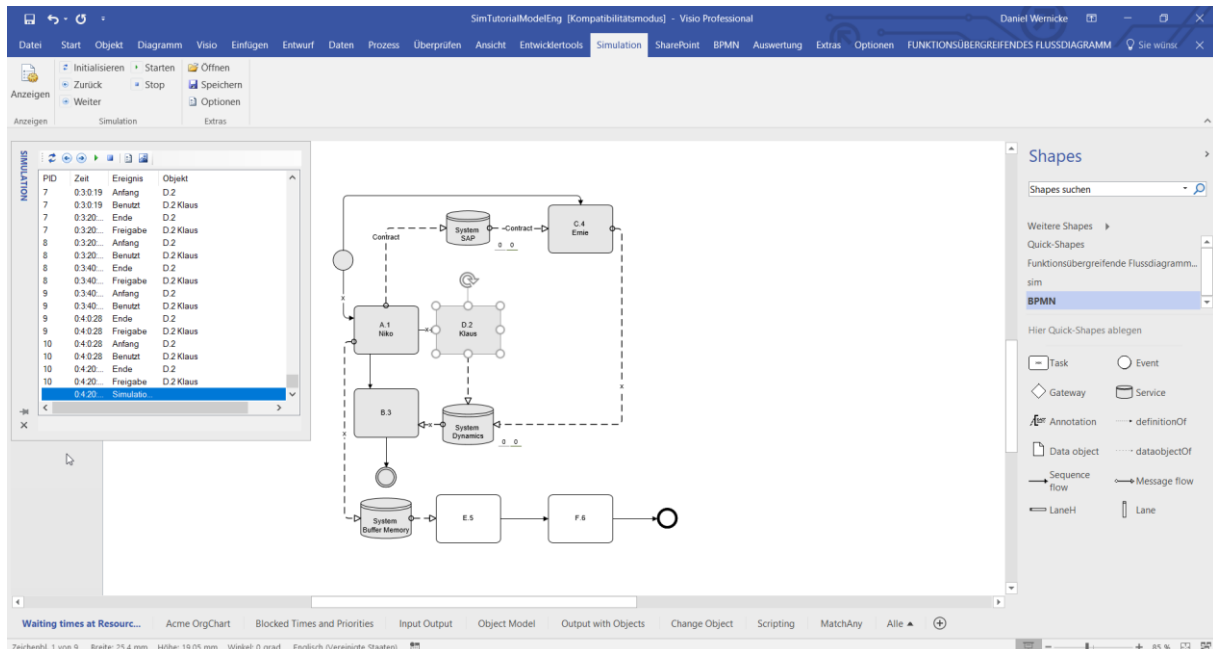 SimTutorialModelEng [Kompatibilitätsmodus] - Visio Professional
Daniel Wernicke
Datei Start Objekt Diagramm Visio Einfügen Entwurf Daten Prozess Überprüfen Ansicht Entwicklertools Simulation SharePoint BPMN Auswertung Extras Optionen FUNKTIONSÜBERGREIFENDES FLUSSDIAGRAMM Sie wünsc
Initialisieren Starten Öffnen
Zurück Stop Speichern
Anzeigen
Weiter Optionen
Anzeigen Simulation Extras
SIMULATION
PID Zeit Ereignis Objekt
7 0:3:0:19 Anfang D.2
7 0:3:0:19 Benutzt D.2 Klaus
7 0:3:20:... Ende D.2
7 0:3:20:... Freigabe D.2 Klaus
8 0:3:20:... Anfang D.2
8 0:3:20:... Benutzt D.2 Klaus
8 0:3:40:... Ende D.2
8 0:3:40:... Freigabe D.2 Klaus
9 0:3:40:... Anfang D.2
9 0:3:40:... Benutzt D.2 Klaus
9 0:4:0:28 Ende D.2
9 0:4:0:28 Freigabe D.2 Klaus
10 0:4:0:28 Anfang D.2
10 0:4:0:28 Benutzt D.2 Klaus
10 0:4:20:... Ende D.2
10 0:4:20:... Freigabe D.2 Klaus
0:4:20:... Simulatio...
Contract
System
SAP
Contract
0 0
C.4
Ernie
x
A.1
Niko
x
D.2
Klaus
x
x
B.3
x
System
Dynamics
0 0
System
Buffer Memory
E.5
F.6
Shapes
Shapes suchen
Weitere Shapes
Quick-Shapes
Funktionsübergreifende Flussdiagramm...
sim
BPMN
Hier Quick-Shapes ablegen
Task Event
Gateway Service
Annotation definitionOf
Data object dataobjectOf
Sequence
flow Message flow
LaneH Lane
Waiting times at Resourc... Acme OrgChart Blocked Times and Priorities Input Output Object Model Output with Objects Change Object Scripting MatchAny Alle
Zeichenbl. 1 von 9 Breite: 25,4 mm Höhe: 19,05 mm Winkel: 0 grad Englisch (Vereinigte Staaten) 85 %